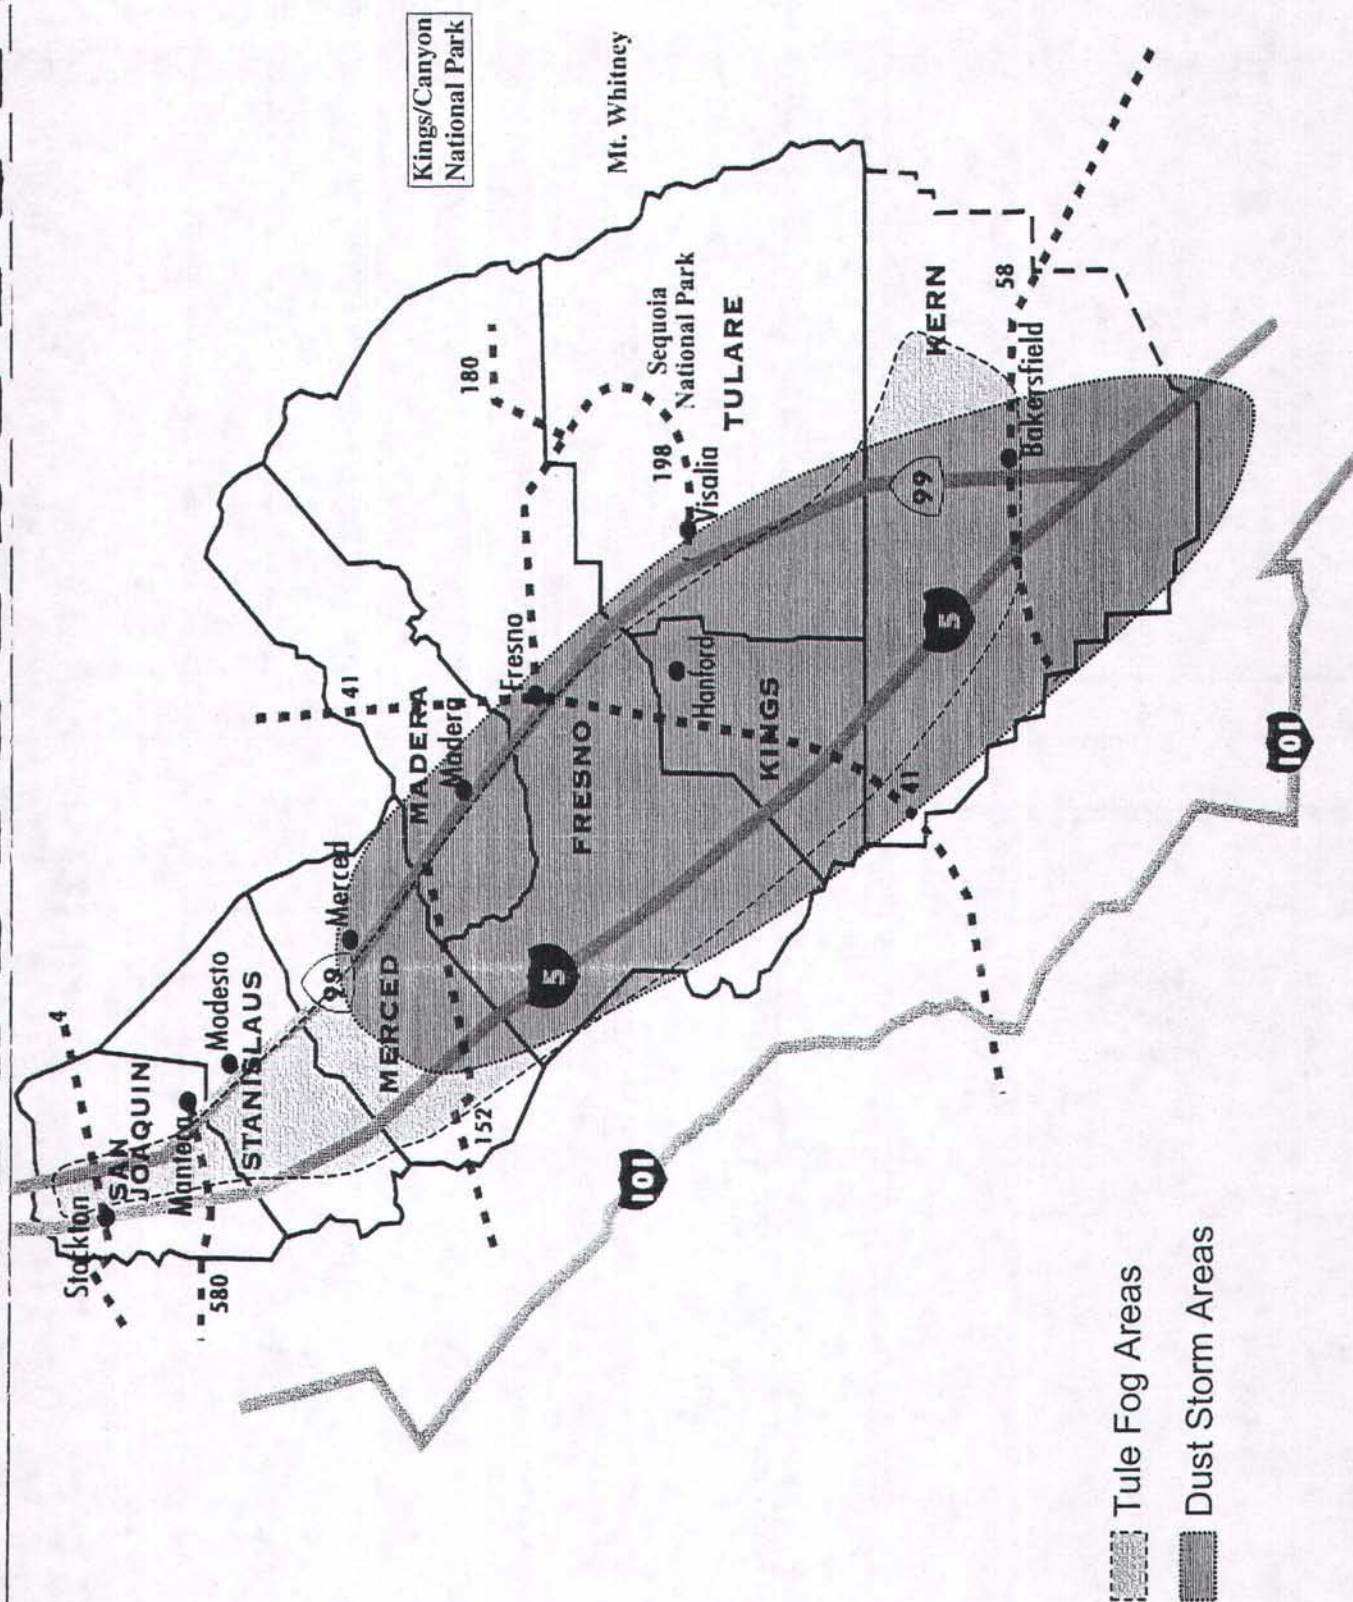 Kings/Canyon
National Park
Mt. Whitney
4
Stockton
SAN
JOAQUIN
Manteca
580
Modesto
STANISLAUS
99
Merced
MERCED
152
5
41
MADERA
Madera
Fresno
FRESNO
180
Sequoia
National Park
198
Visalia
TULARE
Hanford
KINGS
41
5
99
KERN
58
Bakersfield
101
101
Tule Fog Areas
Dust Storm Areas